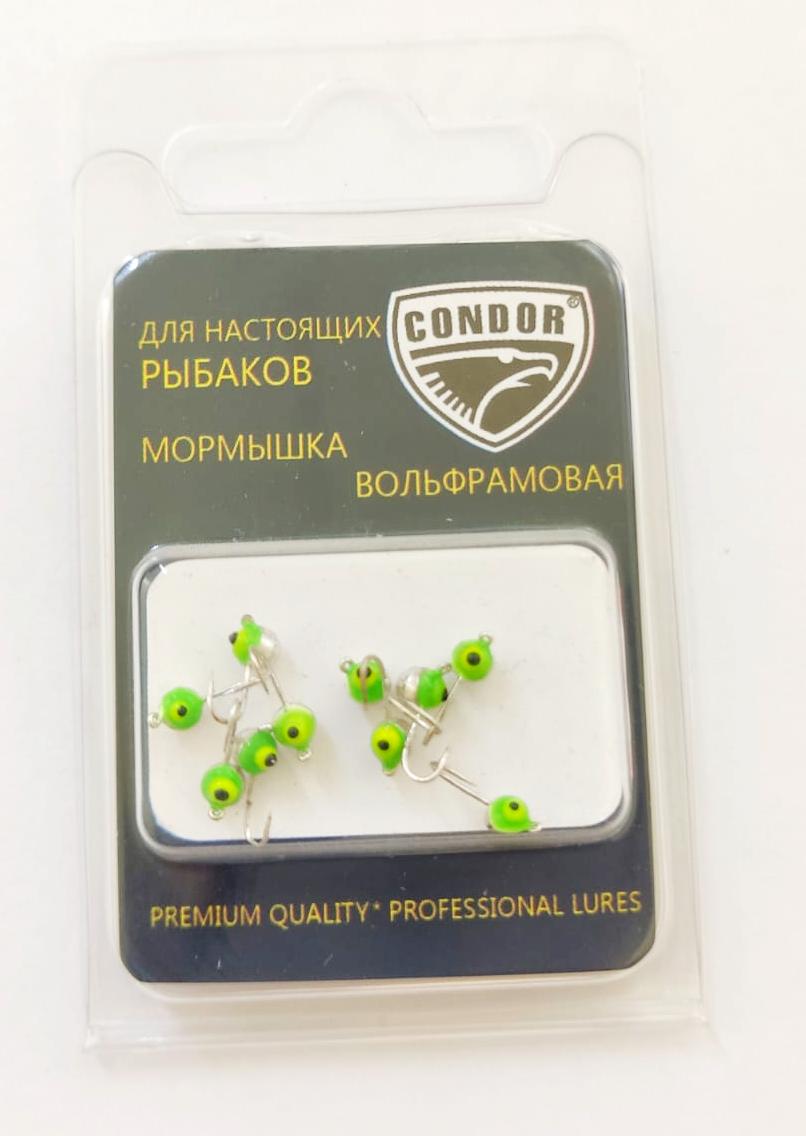 ДЛЯ НАСТОЯЩИХ
РЫБАКОВ
CONDOR®
МОРМЫШКА
ВОЛЬФРАМОВАЯ
PREMIUM QUALITY* PROFESSIONAL LURES